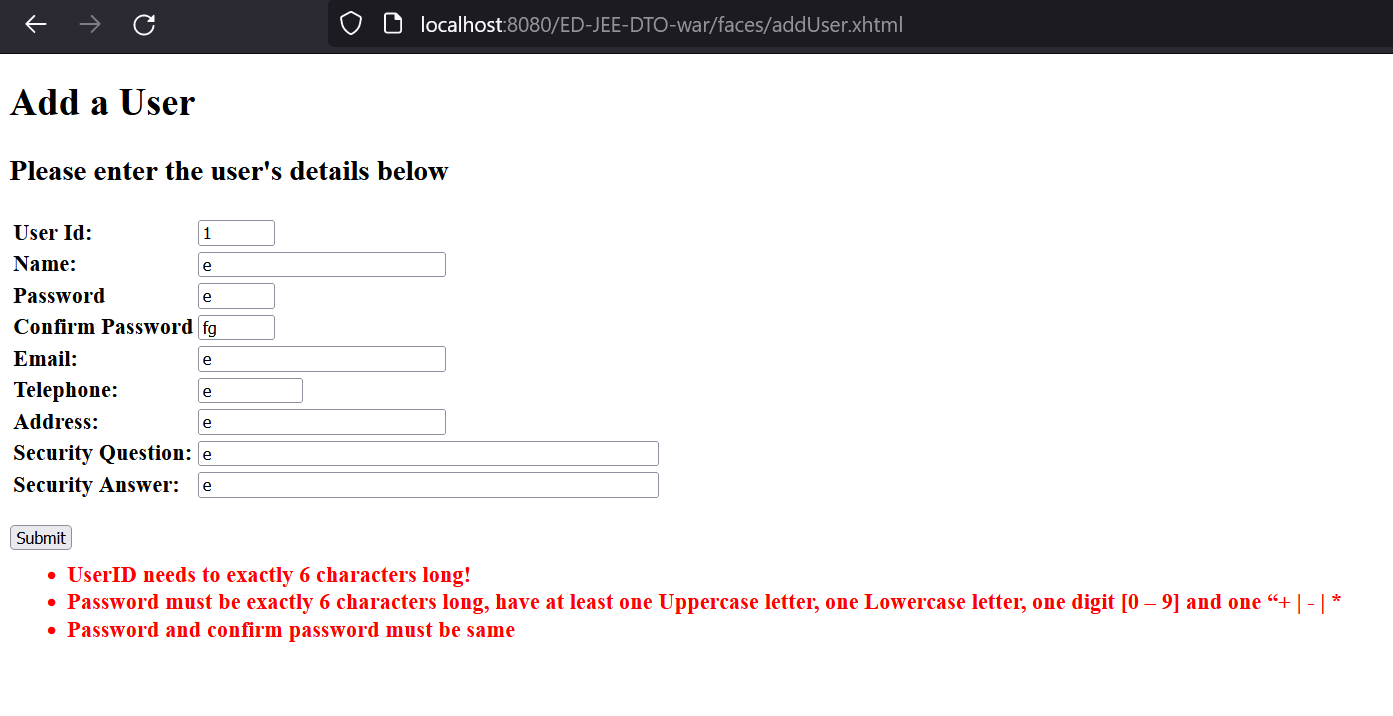 localhost:8080/ED-JEE-DTO-war/faces/addUser.xhtml
Add a User
Please enter the user's details below
User Id: 1
Name: e
Password e
Confirm Password fg
Email: e
Telephone: e
Address: e
Security Question: e
Security Answer: e
Submit
• UserID needs to exactly 6 characters long!
• Password must be exactly 6 characters long, have at least one Uppercase letter, one Lowercase letter, one digit [0 – 9] and one “+ | - | *
• Password and confirm password must be same